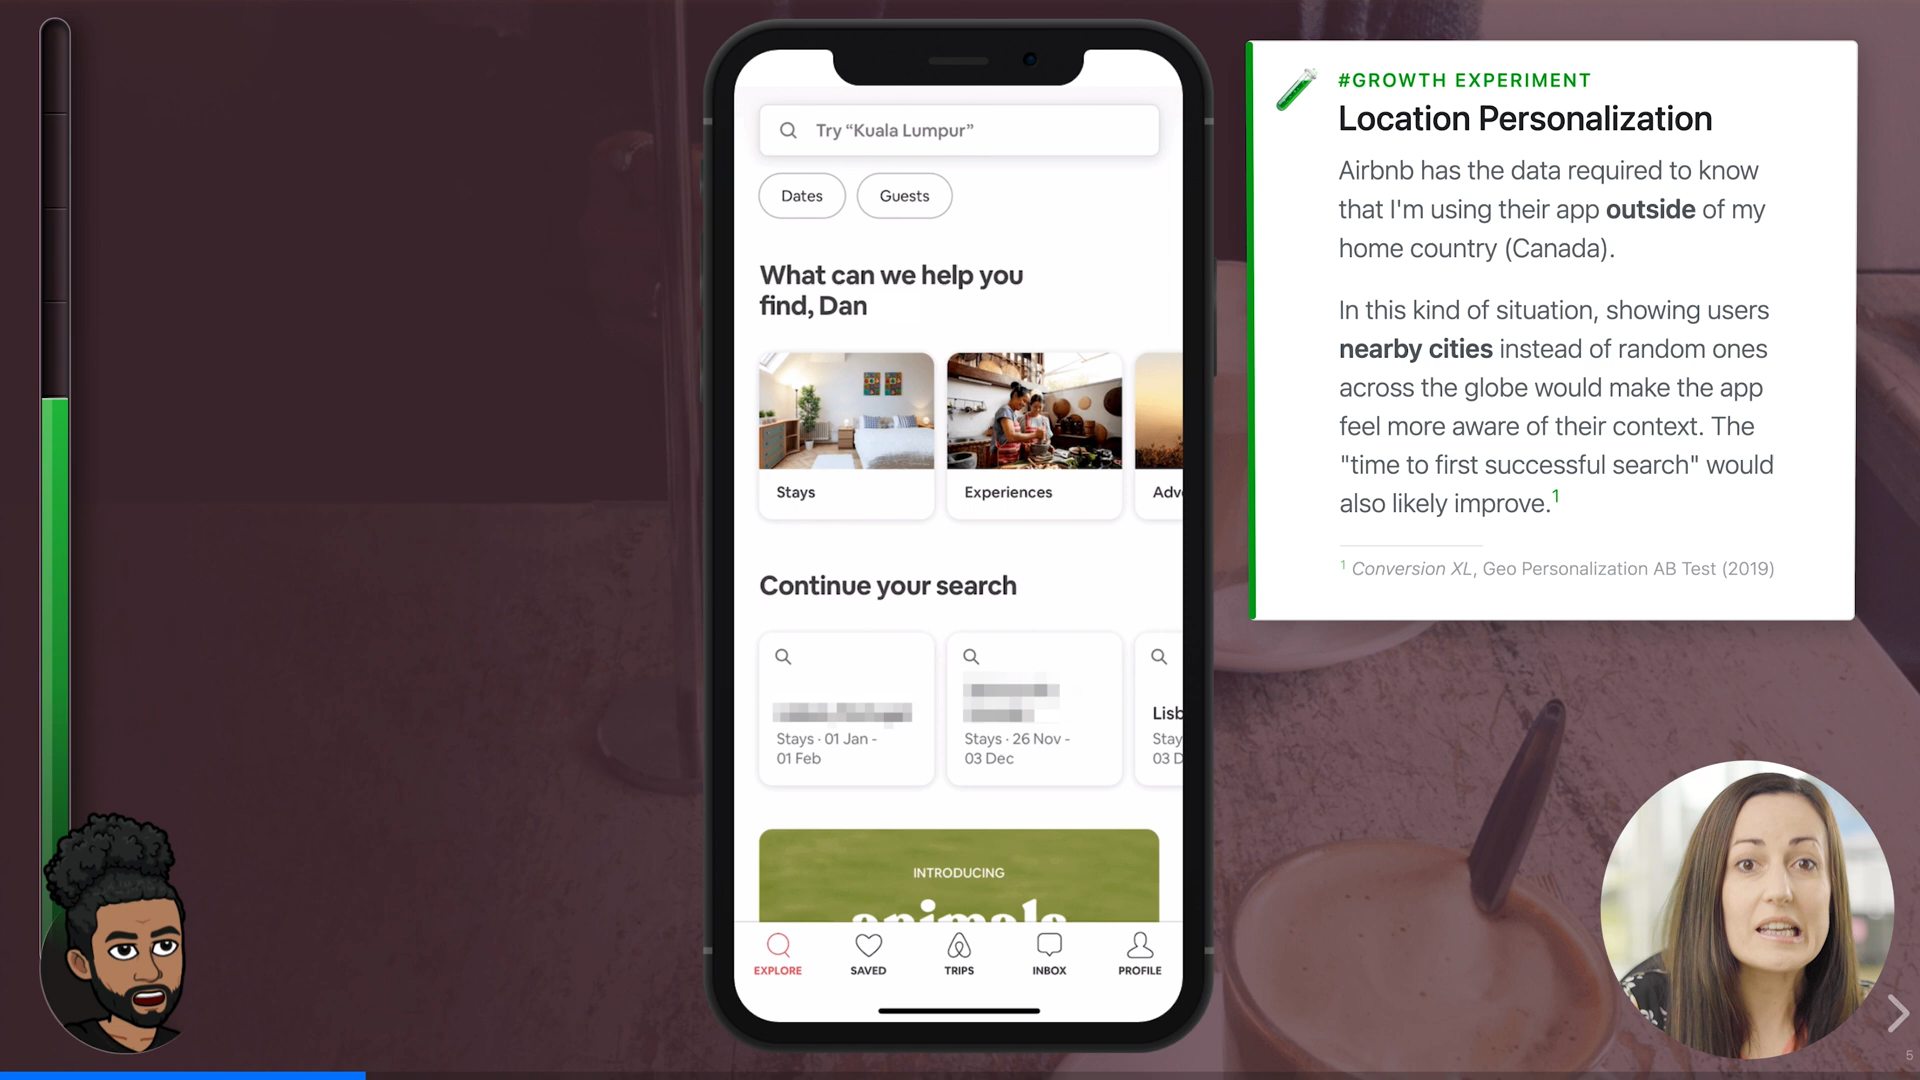 Try “Kuala Lumpur”
Dates
Guests
What can we help you
find, Dan
Stays
Experiences
Adv
Continue your search
Stays · 01 Jan -
01 Feb
Stays · 26 Nov -
03 Dec
Lisb
Stay
03 D
INTRODUCING
animals
EXPLORE
SAVED
TRIPS
INBOX
PROFILE
#GROWTH EXPERIMENT
Location Personalization
Airbnb has the data required to know
that I'm using their app outside of my
home country (Canada).
In this kind of situation, showing users
nearby cities instead of random ones
across the globe would make the app
feel more aware of their context. The
"time to first successful search" would
also likely improve.1
1 Conversion XL, Geo Personalization AB Test (2019)
5